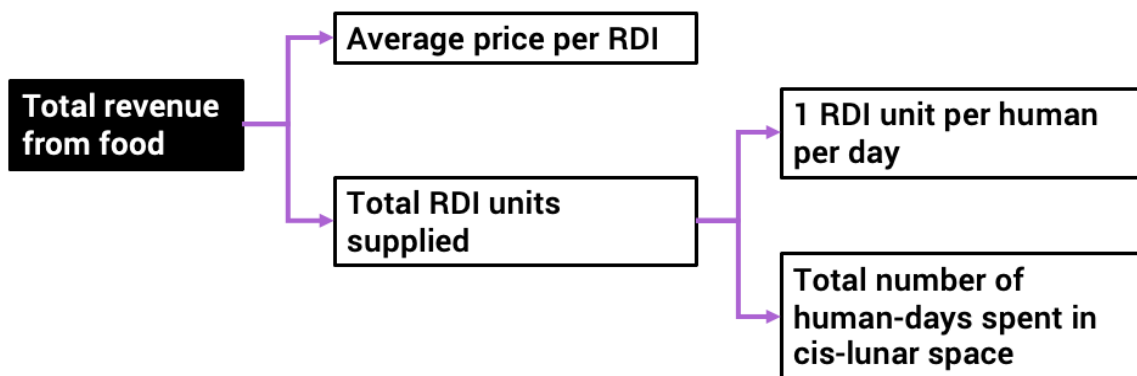 Average price per RDI
Total revenue
from food
1 RDI unit per human
per day
Total RDI units
supplied
Total number of
human-days spent in
cis-lunar space